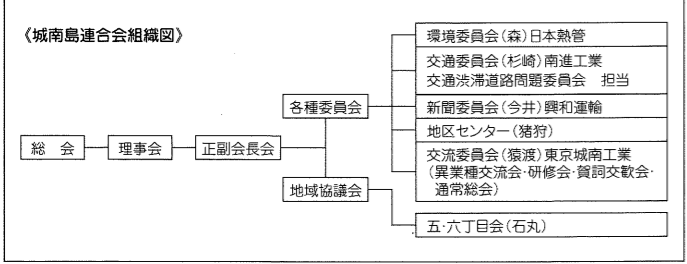 《城南島連合会組織図》
総　会
理事会
正副会長会
各種委員会
地域協議会
環境委員会(森)日本熱管
交通委員会(杉崎)南進工業
交通渋滞道路問題委員会　担当
新聞委員会(今井)興和運輸
地区センター(猪狩)
交流委員会(猿渡)東京城南工業
(異業種交流会・研修会・賀詞交歓会・
通常総会)
五・六丁目会(石丸)